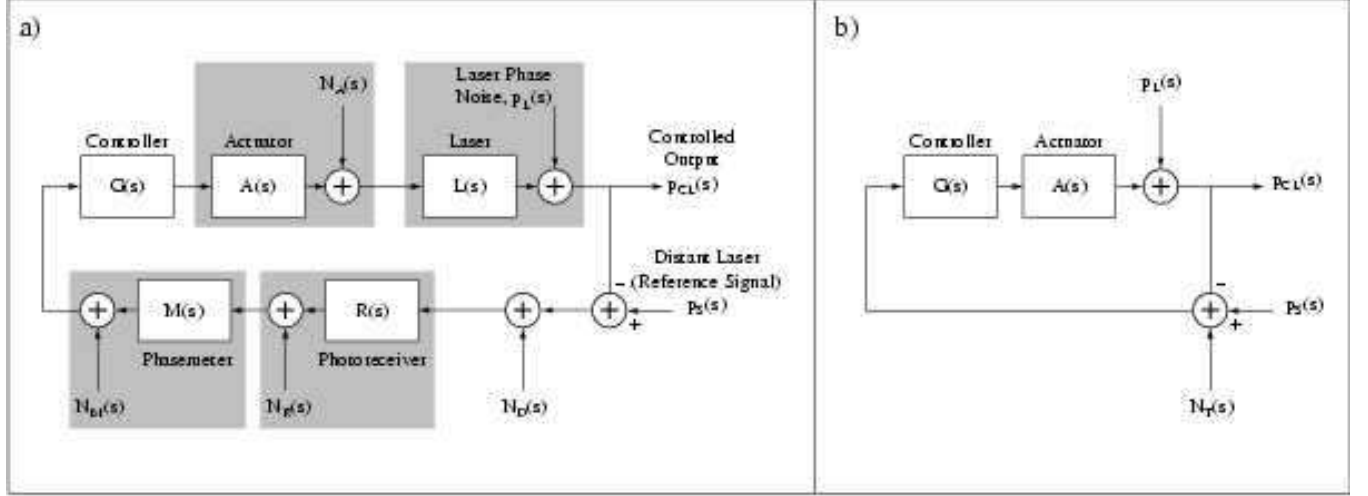 a)
N_A(s)
Laser Phase
Noise, p_L(s)
Controller
Actuator
Laser
Controlled
Output
G(s)
A(s)
+
L(s)
+
p_CL(s)
Distant Laser
(Reference Signal)
-
+
M(s)
+
R(s)
+
+
+
p_S(s)
Phasemeter
Photoreceiver
N_M(s)
N_D(s)
b)
p_L(s)
Controller
Actuator
G(s)
A(s)
+
p_CL(s)
-
+
+
p_S(s)
N_T(s)